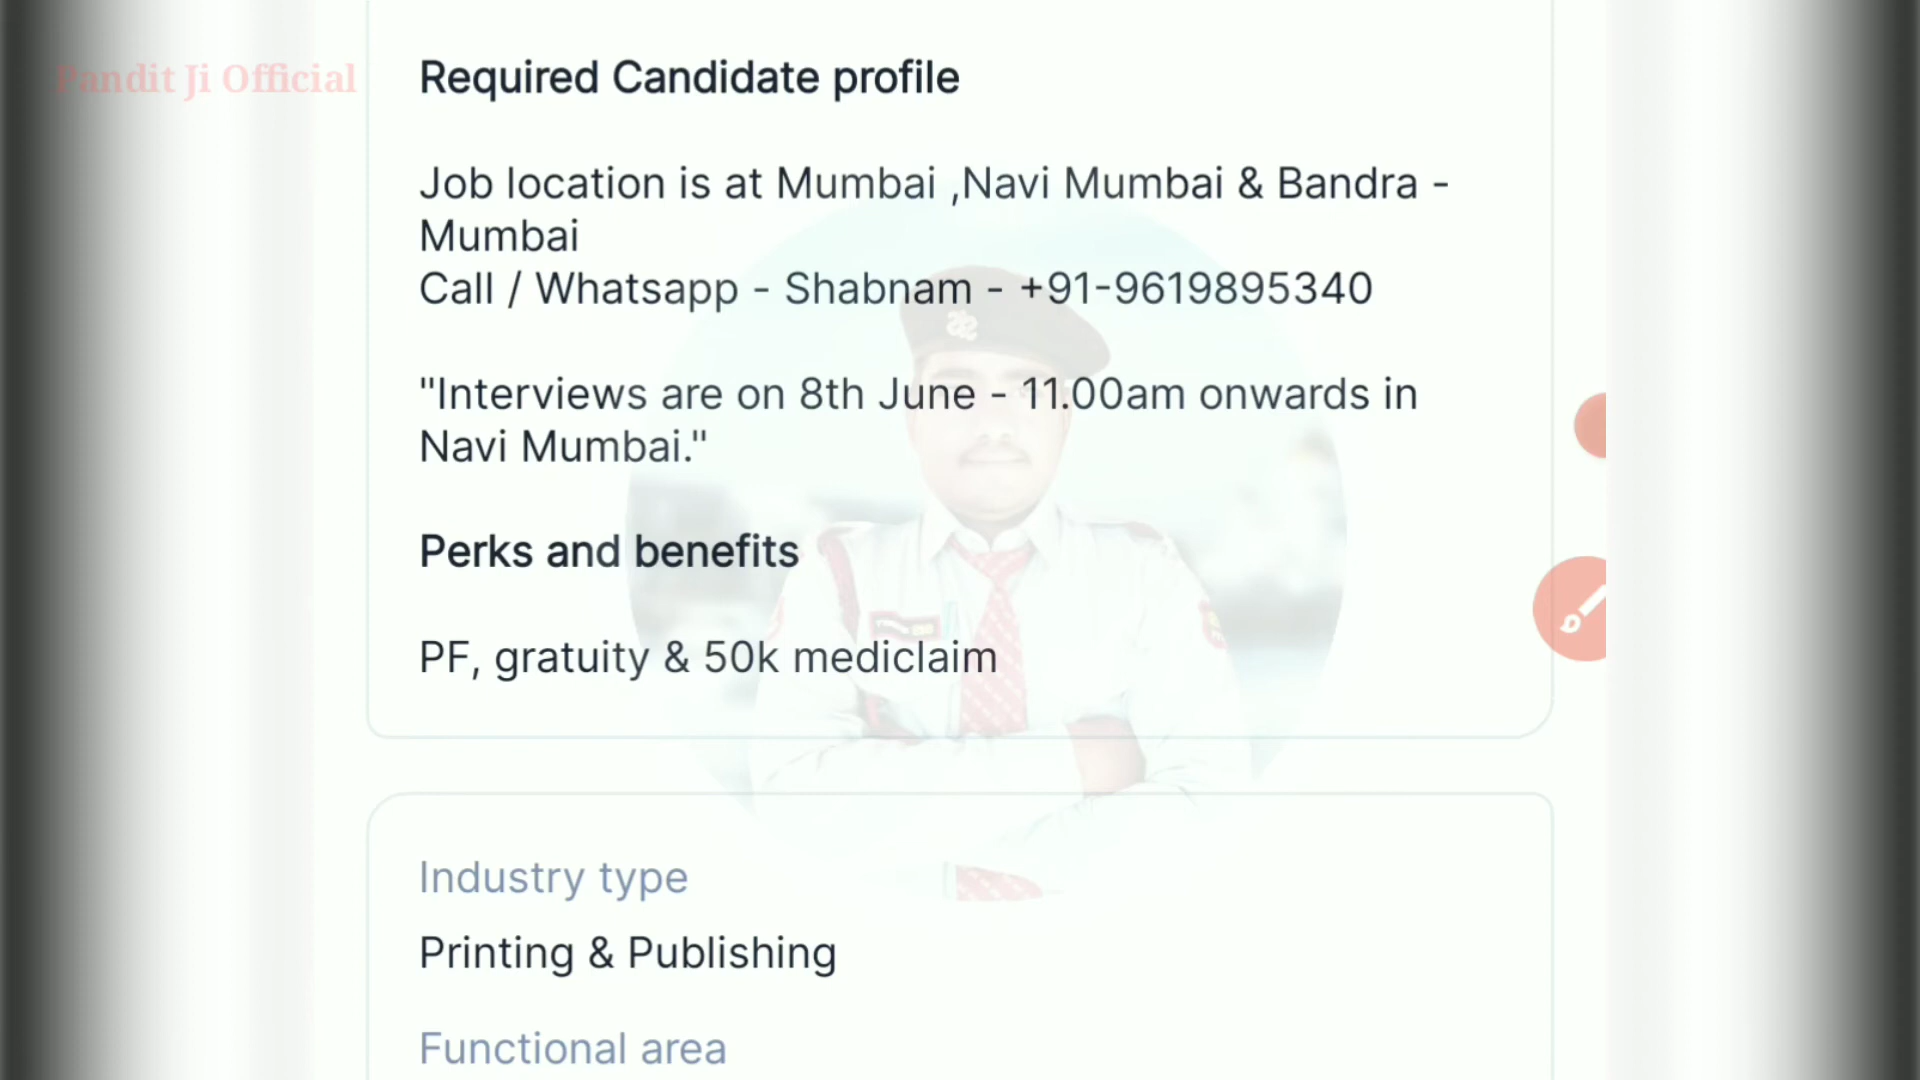 Pandit Ji Official
Required Candidate profile
Job location is at Mumbai ,Navi Mumbai & Bandra -
Mumbai
Call / Whatsapp - Shabnam - +91-9619895340
"Interviews are on 8th June - 11.00am onwards in
Navi Mumbai."
Perks and benefits
PF, gratuity & 50k mediclaim
Industry type
Printing & Publishing
Functional area